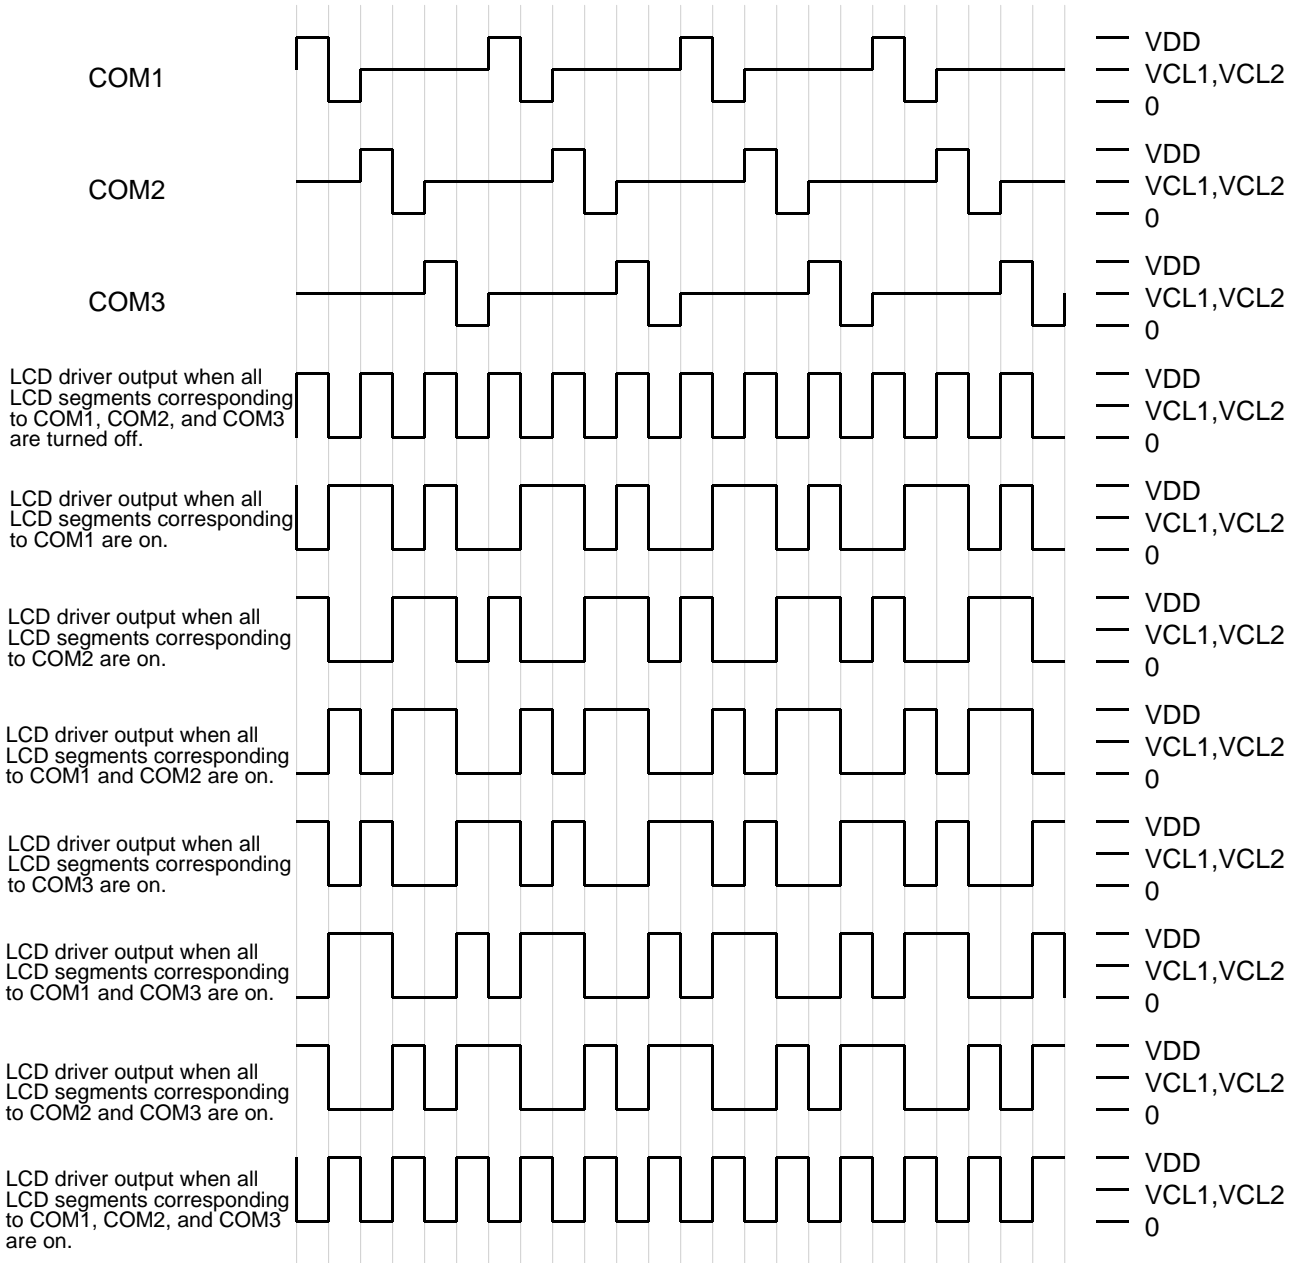 COM1
VDD
VCL1,VCL2
0
COM2
VDD
VCL1,VCL2
0
COM3
VDD
VCL1,VCL2
0
LCD driver output when all
LCD segments corresponding
to COM1, COM2, and COM3
are turned off.
VDD
VCL1,VCL2
0
LCD driver output when all
LCD segments corresponding
to COM1 are on.
VDD
VCL1,VCL2
0
LCD driver output when all
LCD segments corresponding
to COM2 are on.
VDD
VCL1,VCL2
0
LCD driver output when all
LCD segments corresponding
to COM1 and COM2 are on.
VDD
VCL1,VCL2
0
LCD driver output when all
LCD segments corresponding
to COM3 are on.
VDD
VCL1,VCL2
0
LCD driver output when all
LCD segments corresponding
to COM1 and COM3 are on.
VDD
VCL1,VCL2
0
LCD driver output when all
LCD segments corresponding
to COM2 and COM3 are on.
VDD
VCL1,VCL2
0
LCD driver output when all
LCD segments corresponding
to COM1, COM2, and COM3
are on.
VDD
VCL1,VCL2
0